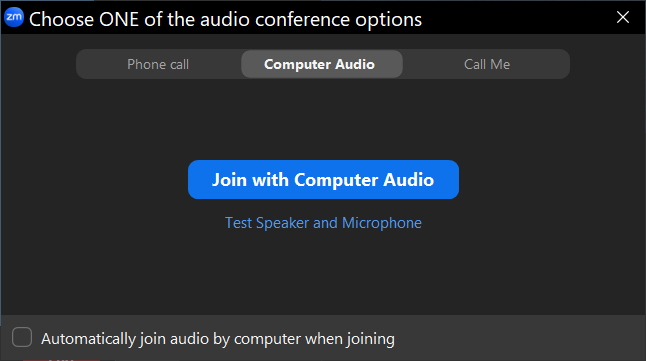 zm Choose ONE of the audio conference options
Phone call Computer Audio Call Me
Join with Computer Audio
Test Speaker and Microphone
Automatically join audio by computer when joining